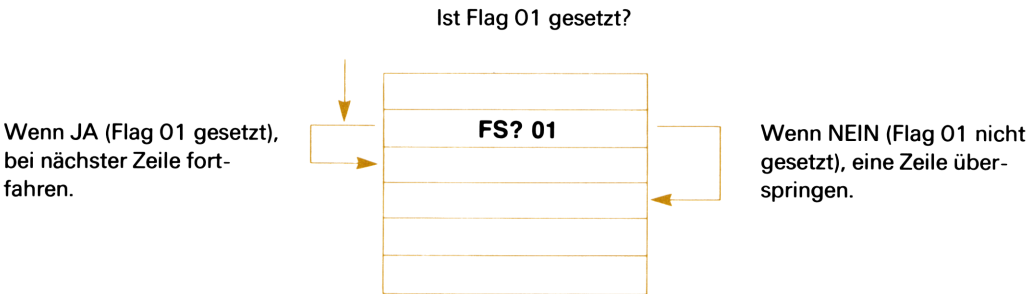 Ist Flag 01 gesetzt?
Wenn JA (Flag 01 gesetzt),
bei nächster Zeile fort-
fahren.
FS? 01
Wenn NEIN (Flag 01 nicht
gesetzt), eine Zeile über-
springen.